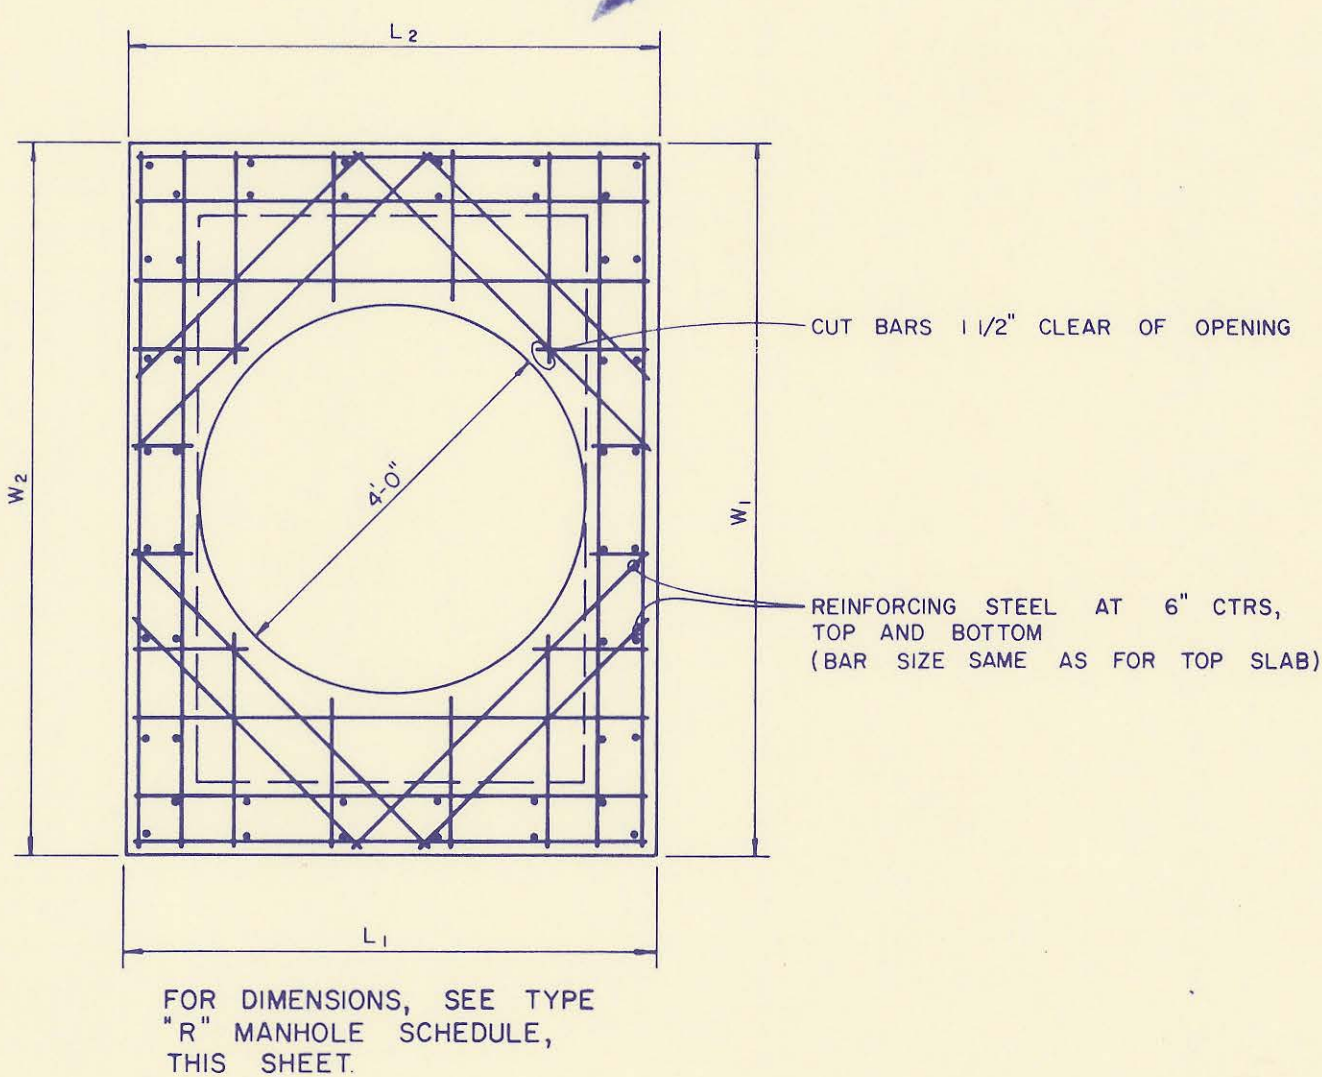 L2
W2
W1
CUT BARS 1 1/2" CLEAR OF OPENING
4'-0"
REINFORCING STEEL AT 6" CTRS,
TOP AND BOTTOM
(BAR SIZE SAME AS FOR TOP SLAB)
L1
FOR DIMENSIONS, SEE TYPE
"R" MANHOLE SCHEDULE,
THIS SHEET.